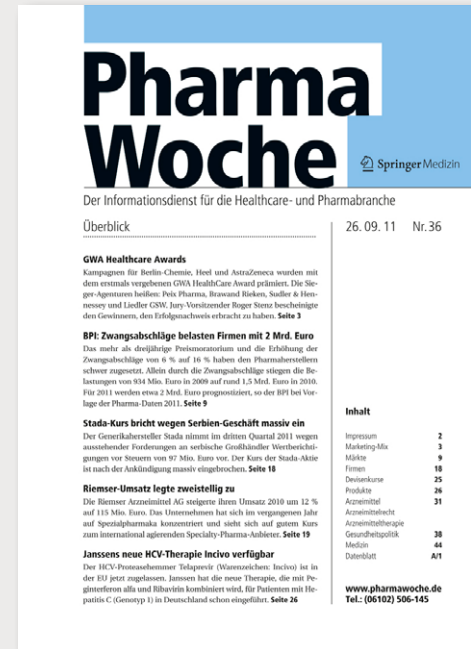 Pharma
Woche
Springer Medizin
Der Informationsdienst für die Healthcare- und Pharmabranche
Überblick
26. 09. 11 Nr. 36
GWA Healthcare Awards
Kampagnen für Berlin-Chemie, Heel und AstraZeneca wurden mit
dem erstmals vergebenen GWA HealthCare Award prämiert. Die Sie-
ger-Agenturen heißen: Peix Pharma, Brawand Rieken, Sudler & Hen-
nessey und Liedler GSW. Jury-Vorsitzender Roger Stenz bescheinigte
den Gewinnern, den Erfolgsnachweis erbracht zu haben. Seite 3
BPI: Zwangsabschläge belasten Firmen mit 2 Mrd. Euro
Das mehr als dreijährige Preismoratorium und die Erhöhung der
Zwangsabschläge von 6 % auf 16 % haben den Pharmaherstellern
schwer zugesetzt. Allein durch die Zwangsabschläge stiegen die Be-
lastungen von 934 Mio. Euro in 2009 auf rund 1,5 Mrd. Euro in 2010.
Für 2011 werden etwa 2 Mrd. Euro prognostiziert, so der BPI bei Vor-
lage der Pharma-Daten 2011. Seite 9
Stada-Kurs bricht wegen Serbien-Geschäft massiv ein
Der Generikahersteller Stada nimmt im dritten Quartal 2011 wegen
ausstehender Forderungen an serbische Großhändler Wertberichti-
gungen vor Steuern von 97 Mio. Euro vor. Der Kurs der Stada-Aktie
ist nach der Ankündigung massiv eingebrochen. Seite 18
Riemser-Umsatz legte zweistellig zu
Die Riemser Arzneimittel AG steigerte ihren Umsatz 2010 um 12 %
auf 115 Mio. Euro. Das Unternehmen hat sich im vergangenen Jahr
auf Spezialpharmaka konzentriert und sieht sich auf gutem Kurs
zum international agierenden Specialty-Pharma-Anbieter. Seite 19
Janssens neue HCV-Therapie Incivo verfügbar
Der HCV-Proteasehemmer Telaprevir (Warenzeichen: Incivo) ist in
der EU jetzt zugelassen. Janssen hat die neue Therapie, die mit Pe-
ginterferon alfa und Ribavirin kombiniert wird, für Patienten mit He-
patitis C (Genotyp 1) in Deutschland schon eingeführt. Seite 26
Inhalt
Impressum 2
Marketing-Mix 3
Märkte 9
Firmen 18
Devisenkurse 25
Produkte 26
Arzneimittel 31
Arzneimittelrecht
Arzneimitteltherapie
Gesundheitspolitik 38
Medizin 44
Datenblatt A/1
www.pharmawoche.de
Tel.: (06102) 506-145